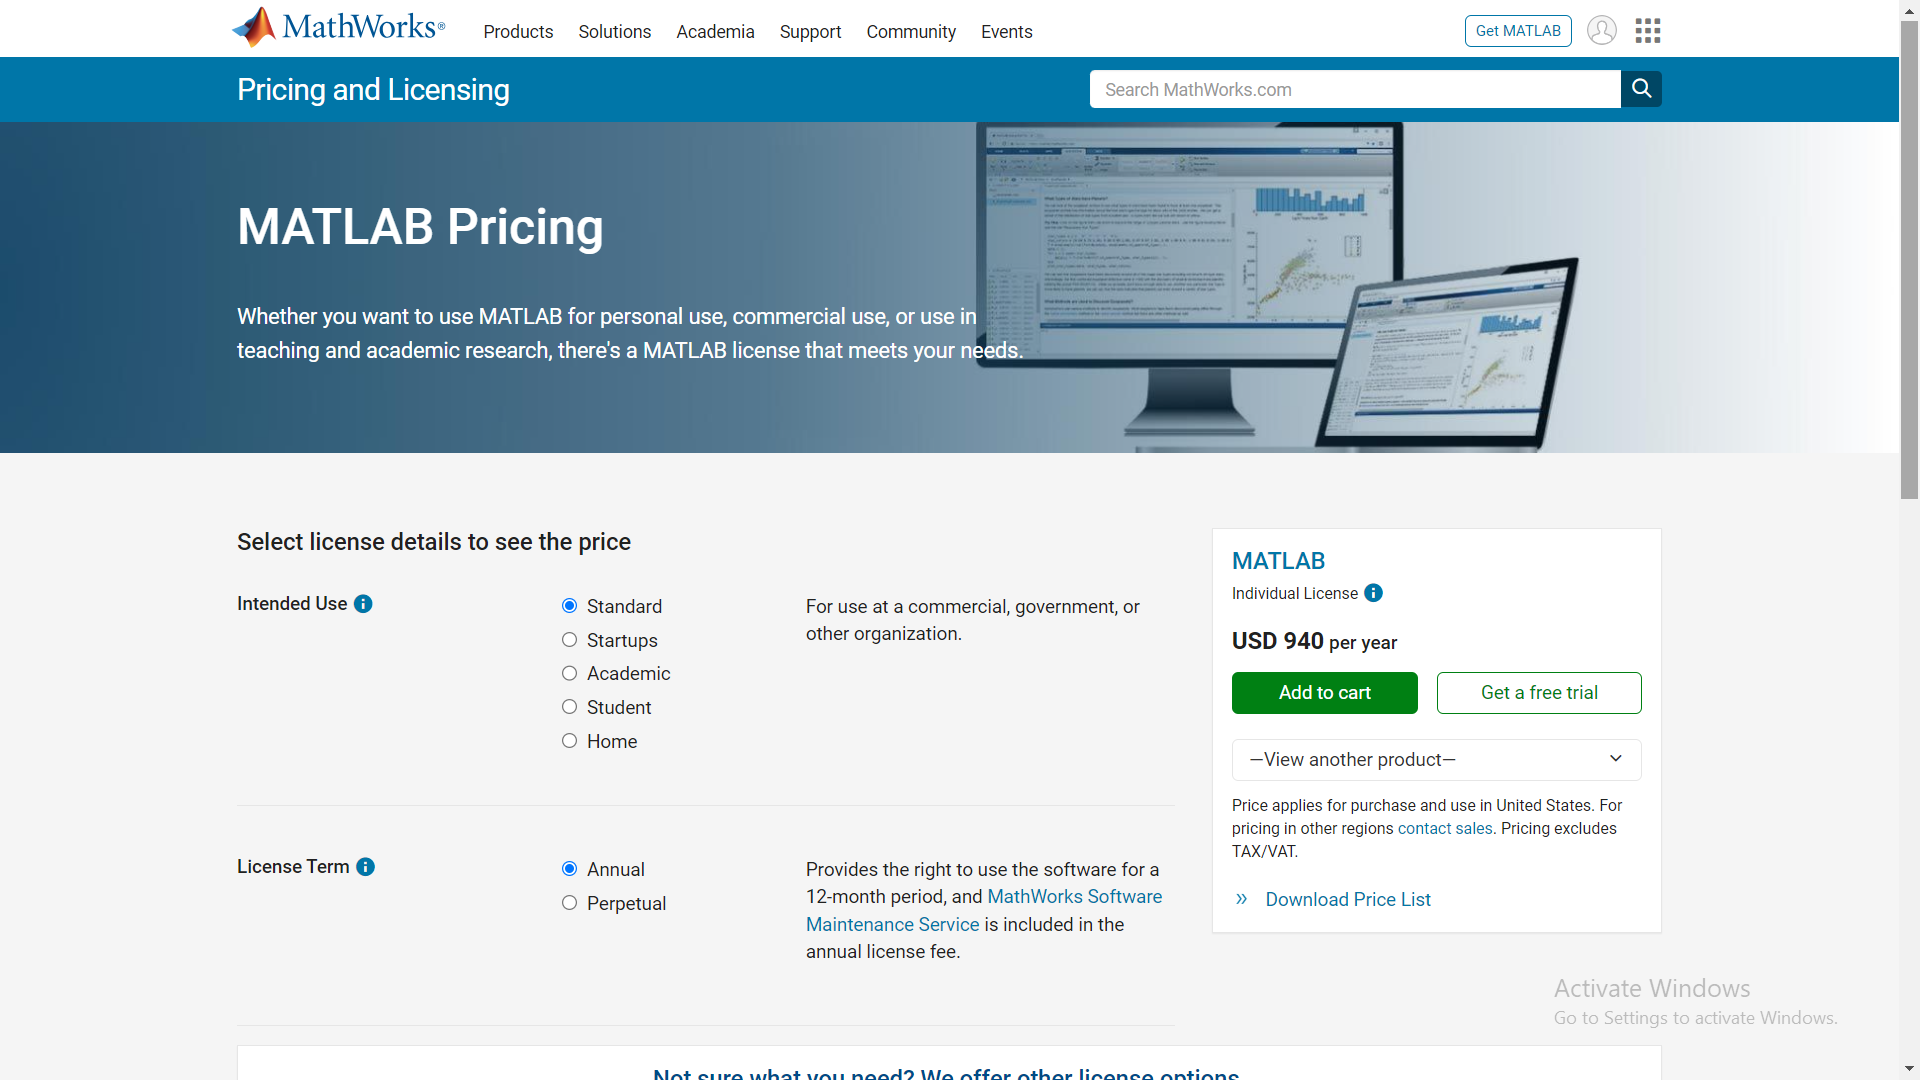 MathWorks®
Products
Solutions
Academia
Support
Community
Events
Get MATLAB
Pricing and Licensing
Search MathWorks.com
MATLAB Pricing
Whether you want to use MATLAB for personal use, commercial use, or use in
teaching and academic research, there's a MATLAB license that meets your needs.
Select license details to see the price
Intended Use
Standard
Startups
Academic
Student
Home
For use at a commercial, government, or
other organization.
License Term
Annual
Perpetual
Provides the right to use the software for a
12-month period, and MathWorks Software
Maintenance Service is included in the
annual license fee.
MATLAB
Individual License
USD 940 per year
Add to cart
Get a free trial
—View another product—
Price applies for purchase and use in United States. For
pricing in other regions contact sales. Pricing excludes
TAX/VAT.
» Download Price List
Activate Windows
Go to Settings to activate Windows.
Not sure what you need? We offer other license options.